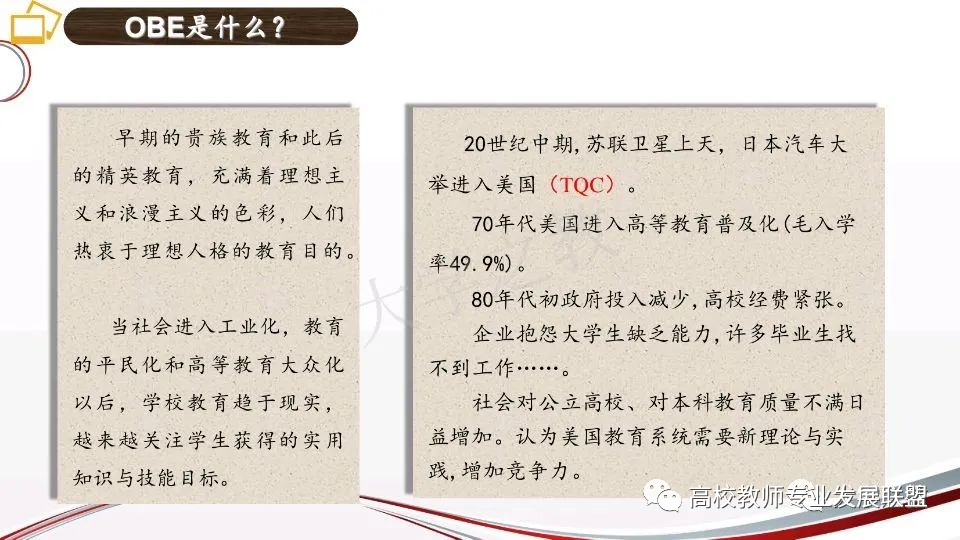 OBE是什么?
早期的贵族教育和此后
的精英教育，充满着理想主
义和浪漫主义的色彩，人们
热衷于理想人格的教育目的。
当社会进入工业化，教育
的平民化和高等教育大众化
以后，学校教育趋于现实，
越来越关注学生获得的实用
知识与技能目标。
20世纪中期,苏联卫星上天，日本汽车大
举进入美国（TQC）。
70年代美国进入高等教育普及化(毛入学
率49.9%)。
80年代初政府投入减少,高校经费紧张。
企业抱怨大学生缺乏能力,许多毕业生找
不到工作……。
社会对公立高校、对本科教育质量不满日
益增加。认为美国教育系统需要新理论与实
践,增加竞争力。
高校教师专业发展联盟